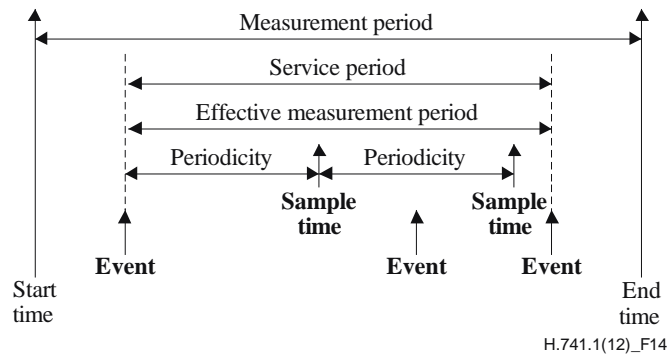 Measurement period
Service period
Effective measurement period
Periodicity Periodicity
Sample time Sample time
Event Event Event
Start time End time
H.741.1(12)_F14